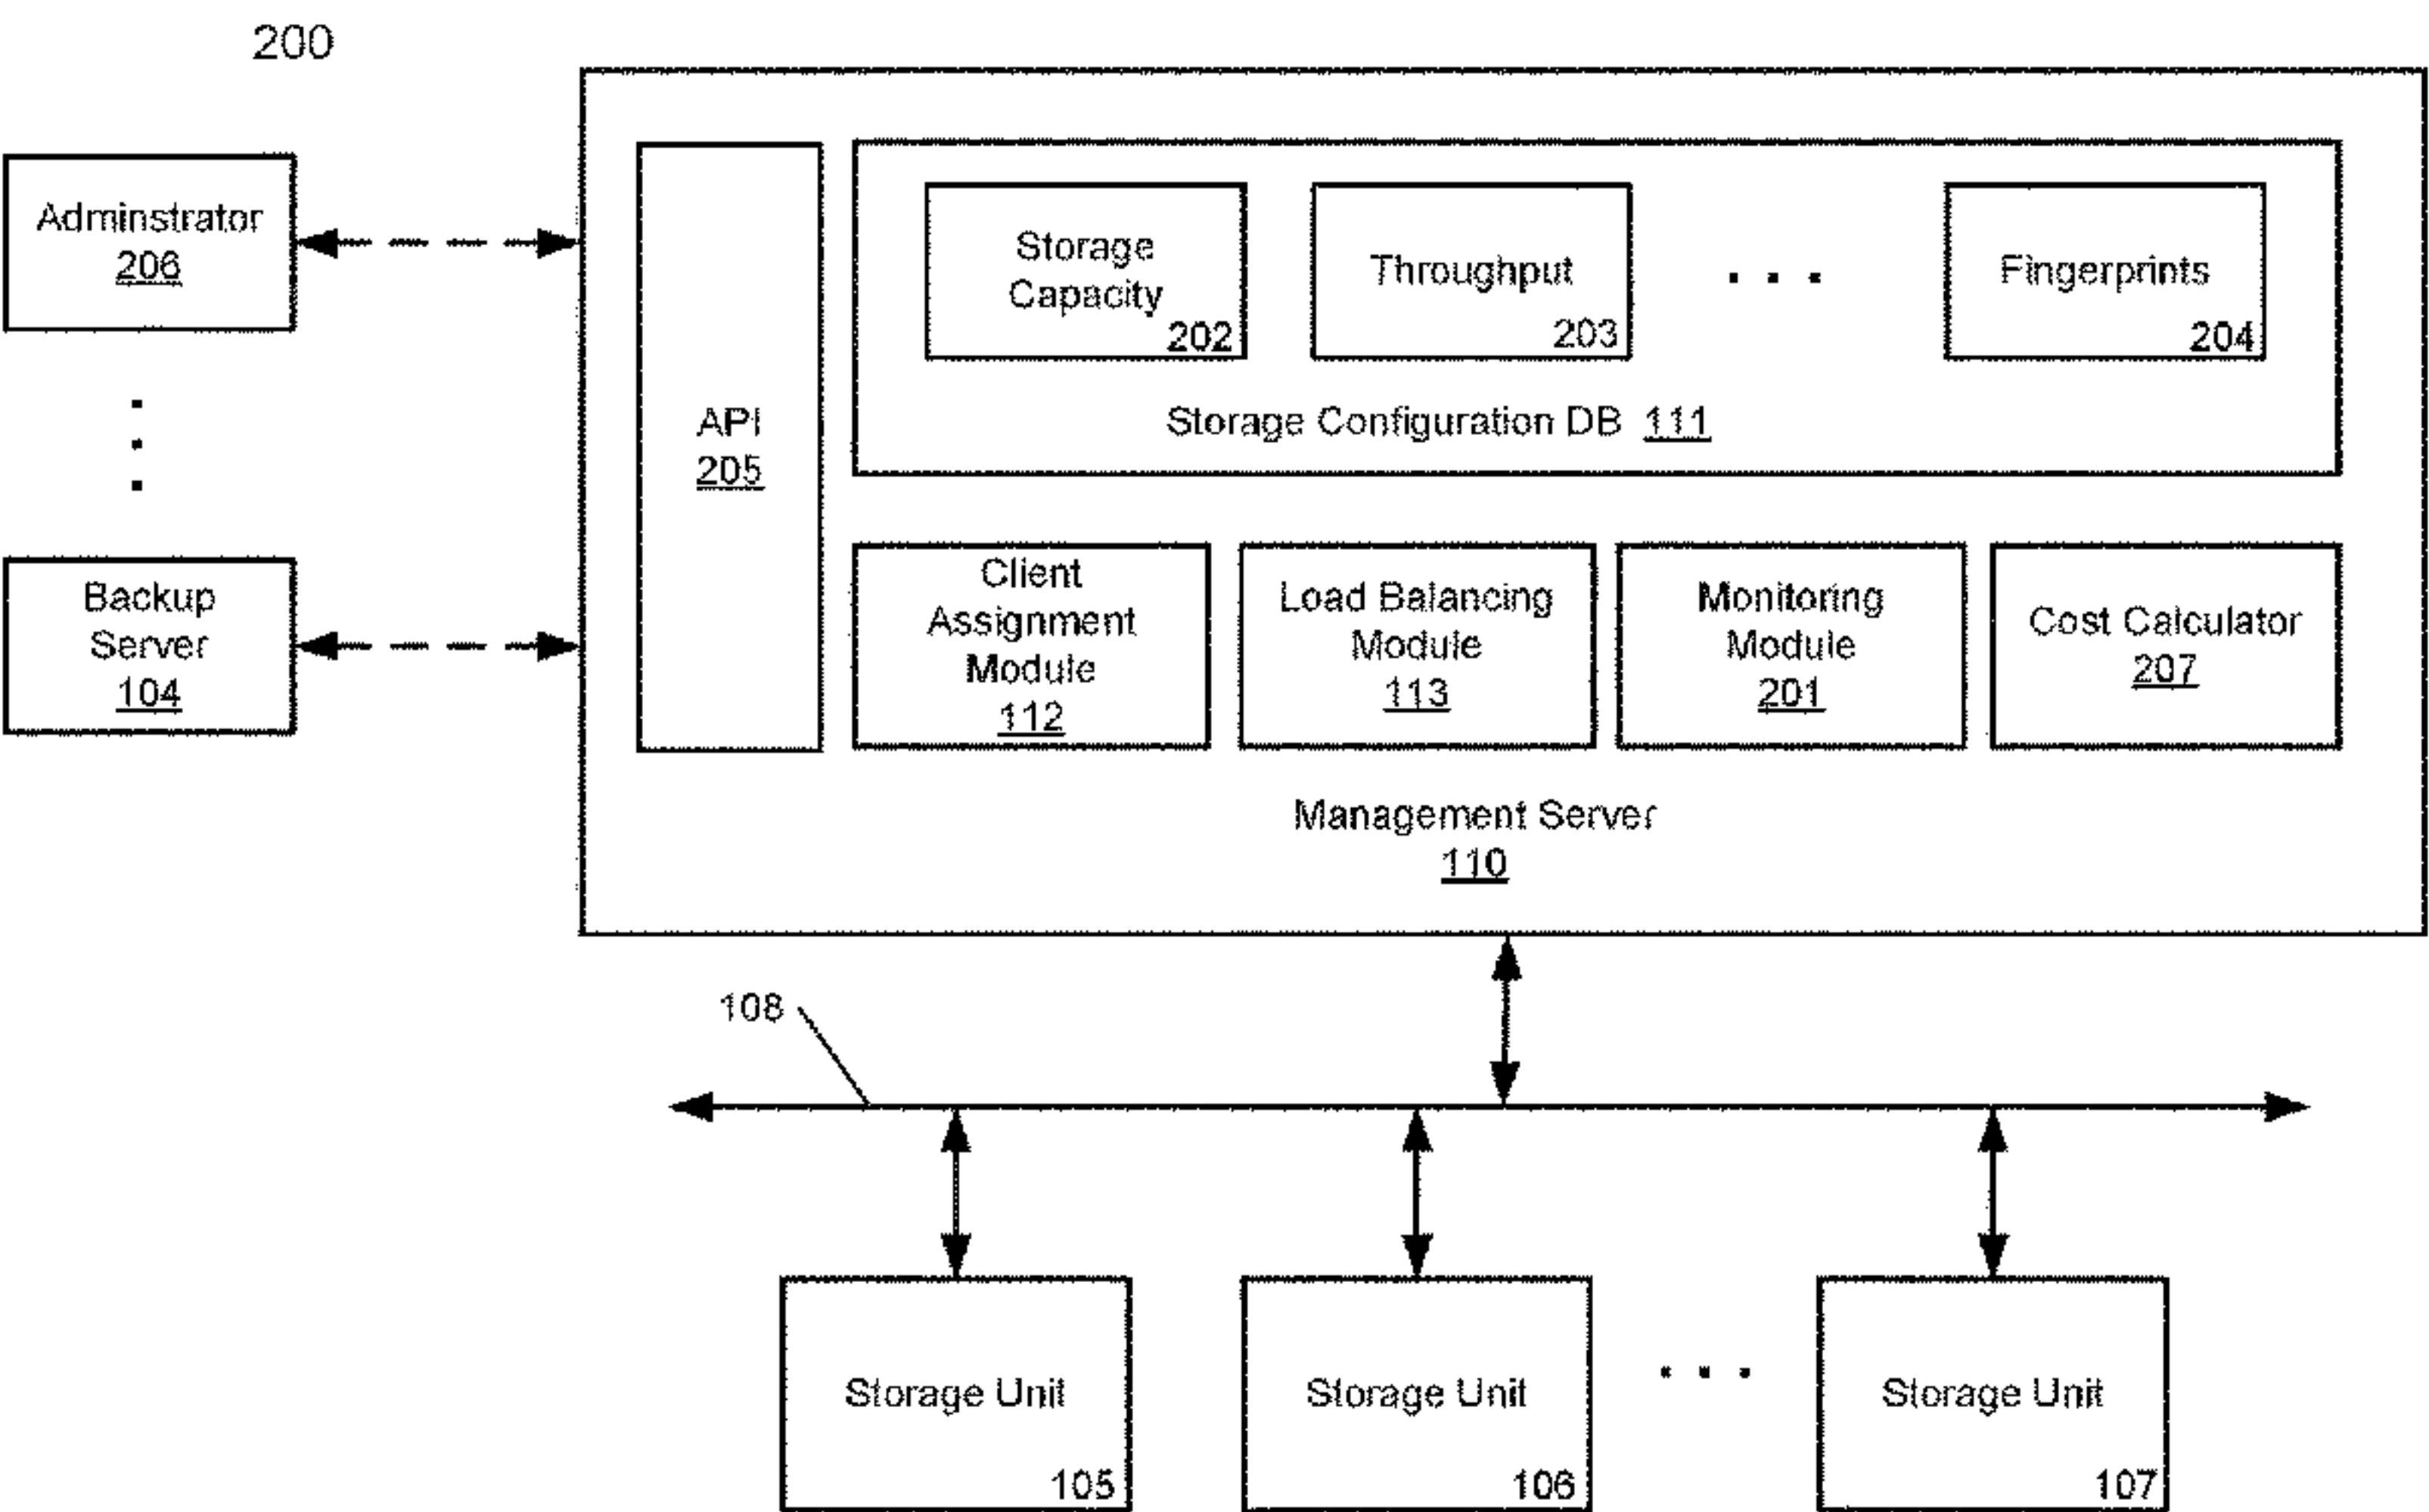 200
Adminstrator
206
Backup
Server
104
API
205
Storage
Capacity
202
Throughput
203
. . .
Fingerprints
204
Storage Configuration DB 111
Client
Assignment
Module
112
Load Balancing
Module
113
Monitoring
Module
201
Cost Calculator
207
Management Server
110
108
Storage Unit
105
Storage Unit
106
. . .
Storage Unit
107